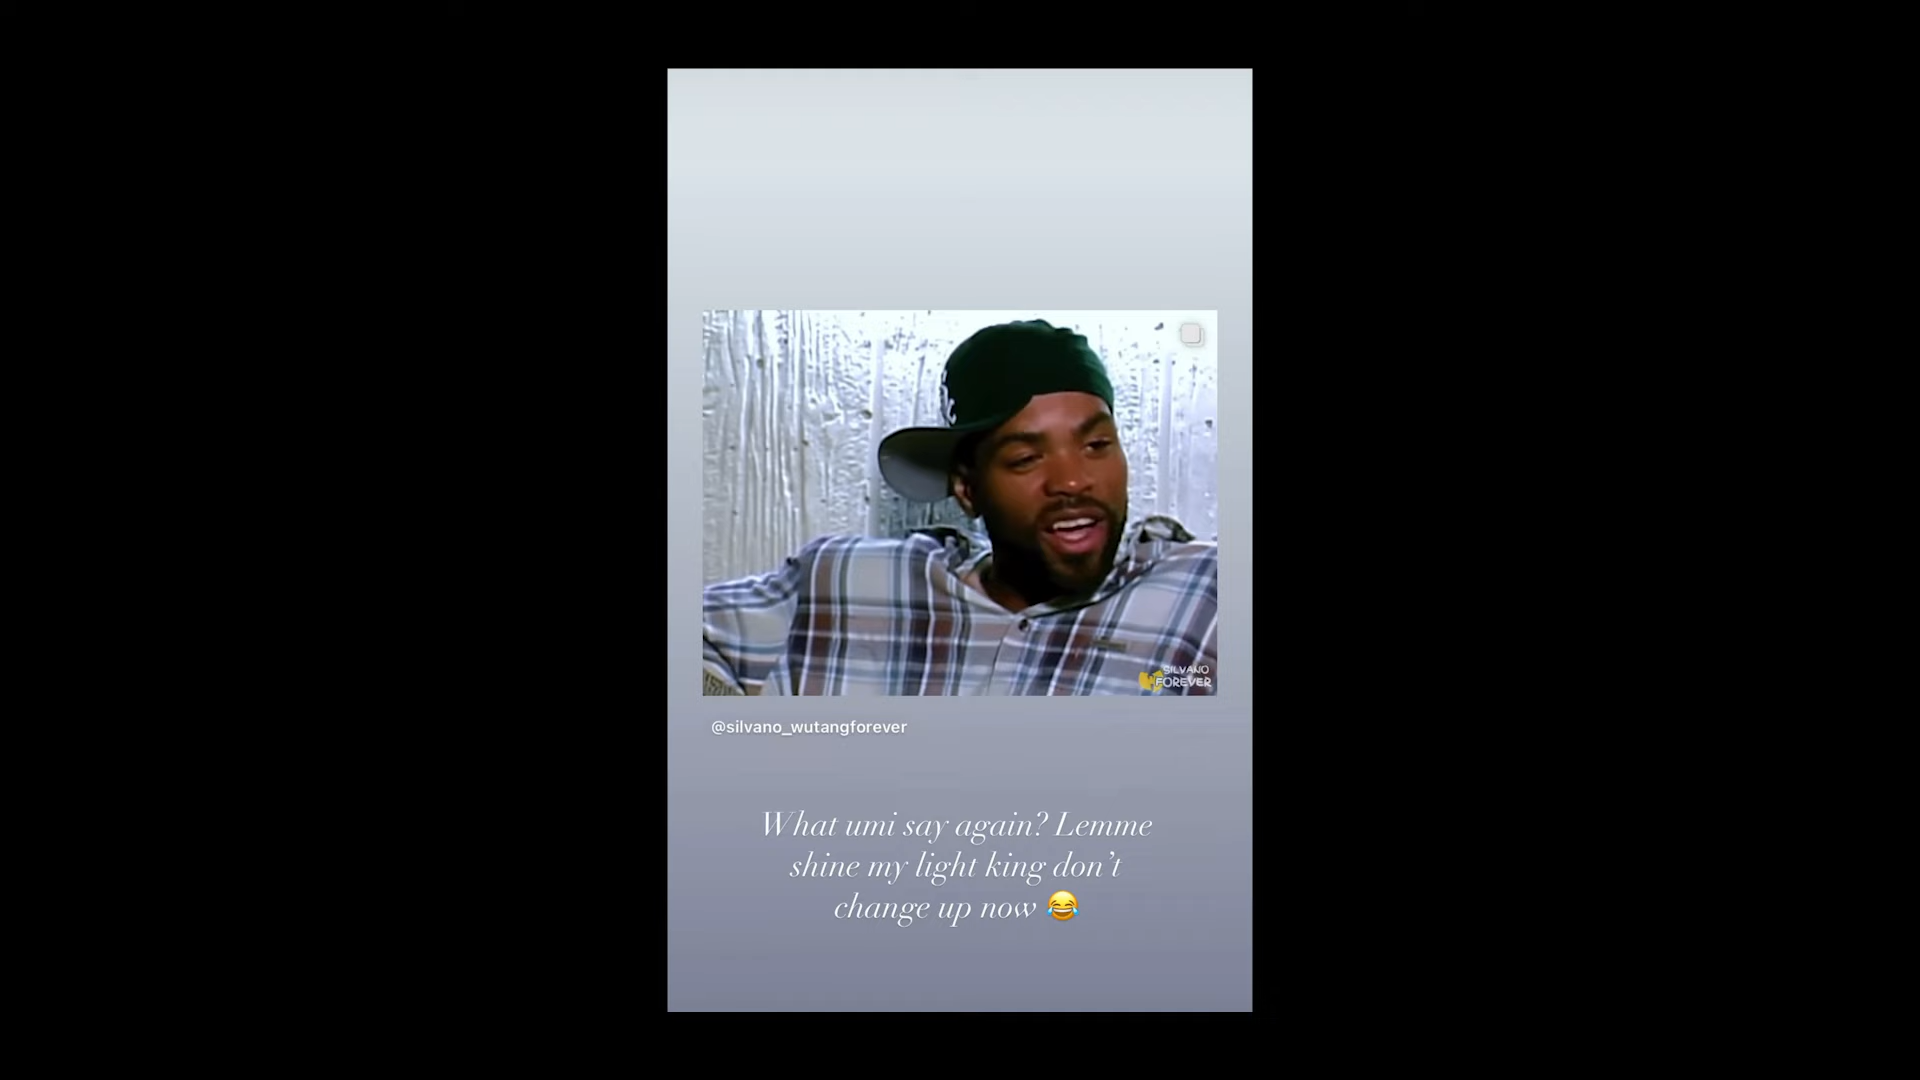 SILVANO
FOREVER
@silvano_wutangforever
What umi say again? Lemme
shine my light king don’t
change up now 😂